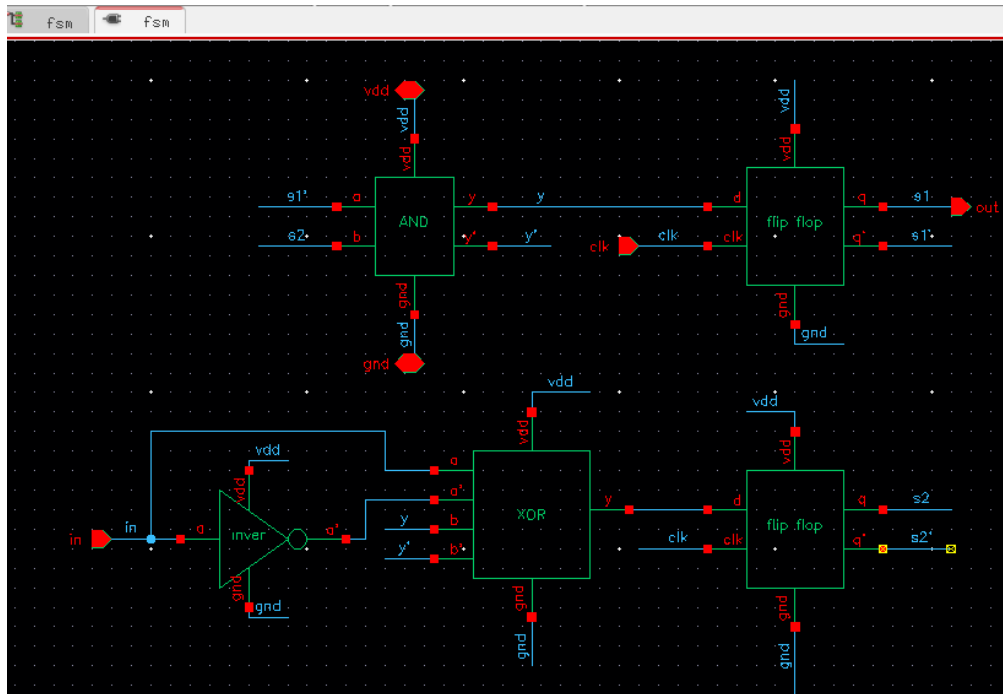 fsm fsm
vdd
vdd
vdd
vdd
vdd
s1' a y y d q s1 out
AND flip flop
s2 b y' y' clk clk clk q' s1'
gnd
gnd
gnd
gnd
gnd
vdd
vdd
vdd
vdd
vdd
vdd
a
a'
in in a inver a' y b XOR y d q s2
flip flop
y' b' clk clk q' s2'
gnd
gnd
gnd
gnd
gnd
gnd